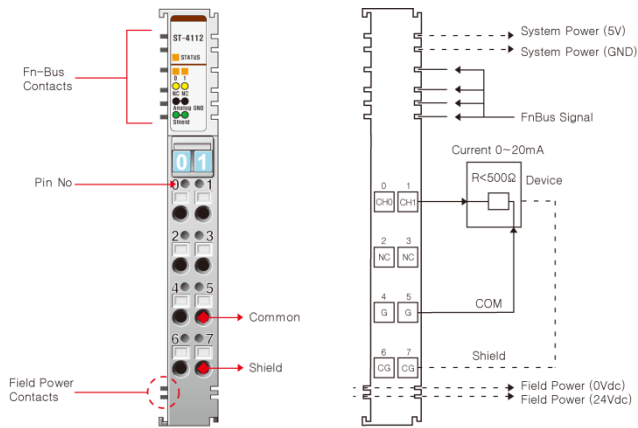 ST-4112
STATUS
0 1
NC NC
Analog GND
Shield
Fn-Bus
Contacts
01
Pin No
0 1
2 3
4 5
Common
6 7
Shield
Field Power
Contacts
System Power (5V)
System Power (GND)
FnBus Signal
Current 0~20mA
R<500Ω
Device
0 1
CH0 CH1
2 3
NC NC
4 5
G G
COM
6 7
CG CG
Shield
Field Power (0Vdc)
Field Power (24Vdc)